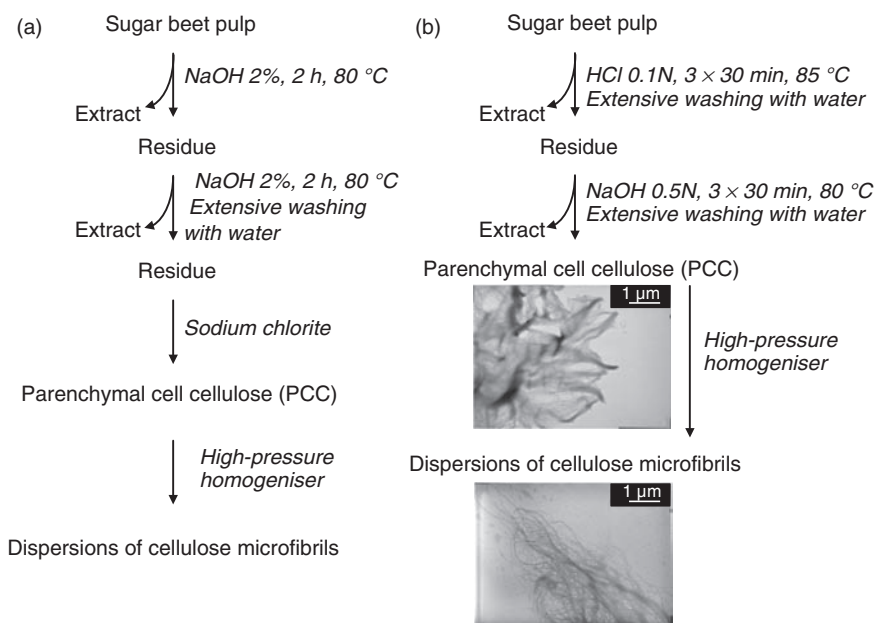 (a)
Sugar beet pulp
NaOH 2%, 2 h, 80 °C
Extract
Residue
NaOH 2%, 2 h, 80 °C
Extensive washing
with water
Extract
Residue
Sodium chlorite
Parenchymal cell cellulose (PCC)
High-pressure
homogeniser
Dispersions of cellulose microfibrils
(b)
Sugar beet pulp
HCl 0.1N, 3 × 30 min, 85 °C
Extensive washing with water
Extract
Residue
NaOH 0.5N, 3 × 30 min, 80 °C
Extensive washing with water
Extract
Parenchymal cell cellulose (PCC)
1 μm
High-pressure
homogeniser
Dispersions of cellulose microfibrils
1 μm